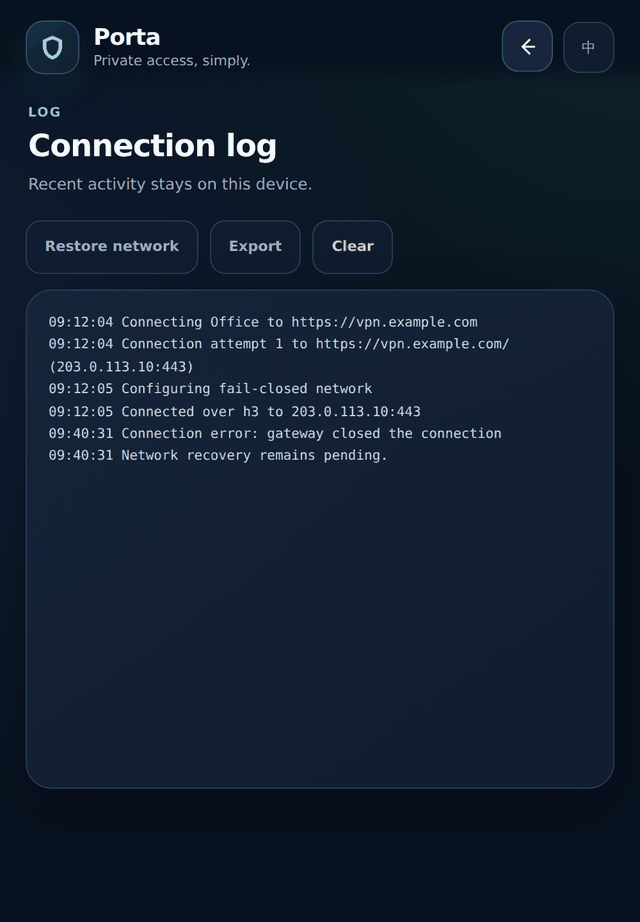 Porta
Private access, simply.
中
LOG
Connection log
Recent activity stays on this device.
Restore network
Export
Clear
09:12:04 Connecting Office to https://vpn.example.com
09:12:04 Connection attempt 1 to https://vpn.example.com/
(203.0.113.10:443)
09:12:05 Configuring fail-closed network
09:12:05 Connected over h3 to 203.0.113.10:443
09:40:31 Connection error: gateway closed the connection
09:40:31 Network recovery remains pending.